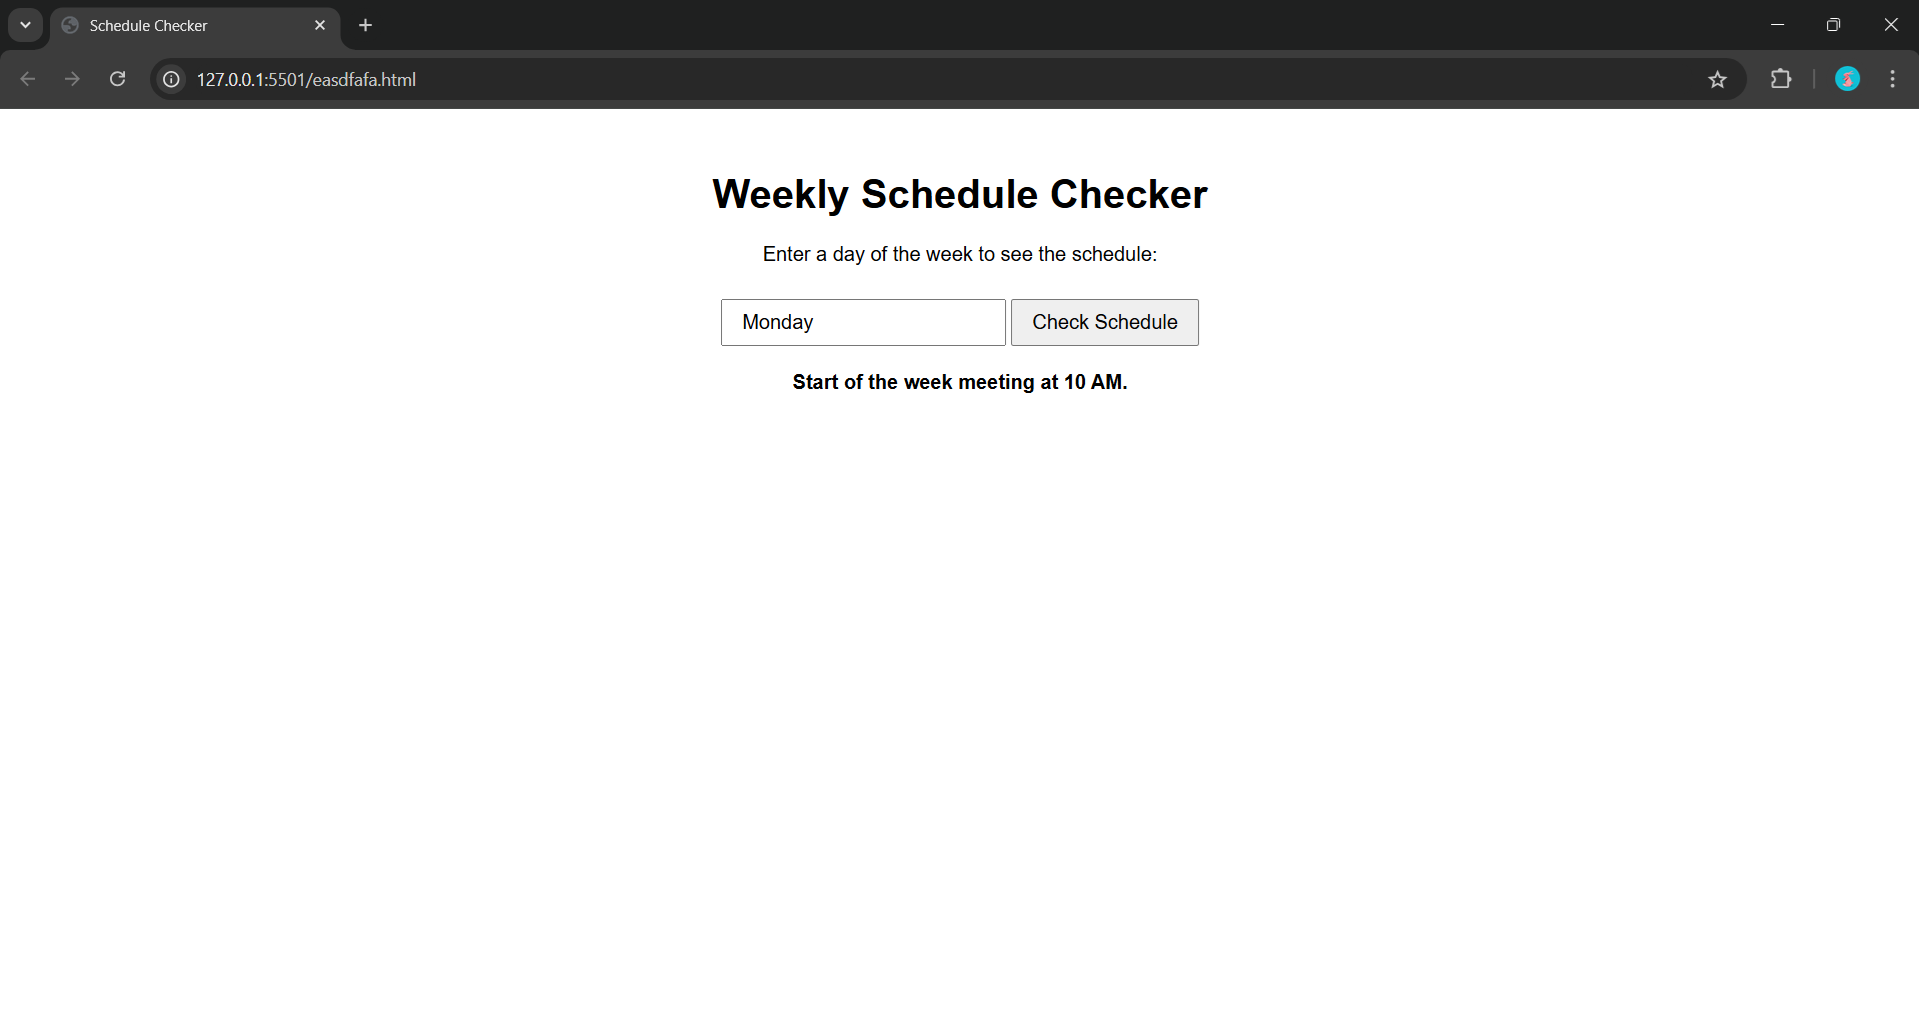 Schedule Checker
127.0.0.1:5501/easdfafa.html
Weekly Schedule Checker
Enter a day of the week to see the schedule:
Monday
Check Schedule
Start of the week meeting at 10 AM.